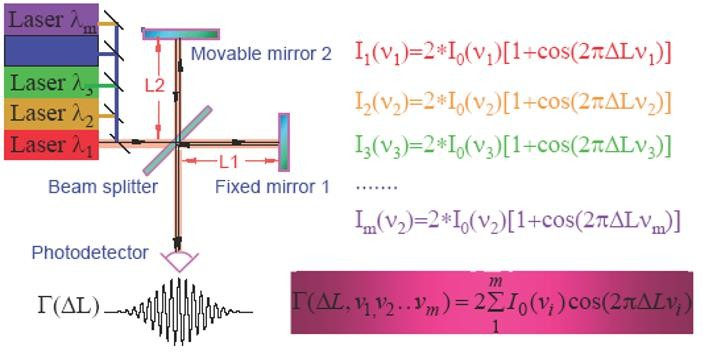 Laser λm
Laser λ3
Laser λ2
Laser λ1
Movable mirror 2
L2
L1
Beam splitter
Fixed mirror 1
Photodetector
Γ(ΔL)
I1(ν1)=2*I0(ν1)[1+cos(2πΔLν1)]
I2(ν2)=2*I0(ν2)[1+cos(2πΔLν2)]
I3(ν3)=2*I0(ν3)[1+cos(2πΔLν3)]
.......
Im(ν2)=2*I0(ν2)[1+cos(2πΔLνm)]
Γ(ΔL, ν1,ν2..νm) = 2 m∑1 I0(νi)cos(2πΔLνi)